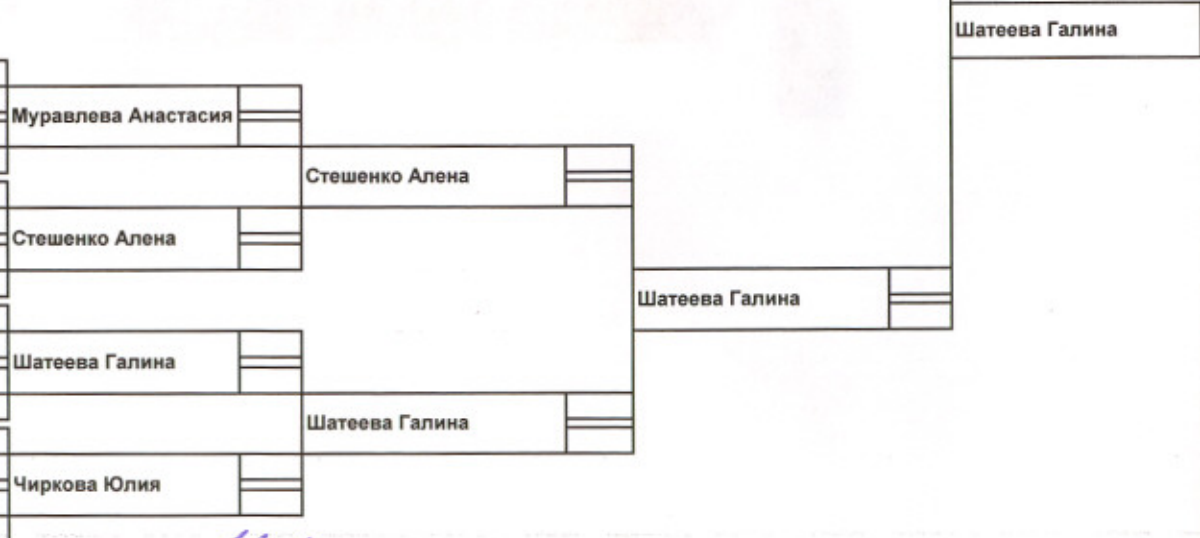 Шатеева Галина
Муравлева Анастасия
Стешенко Алена
Стешенко Алена
Шатеева Галина
Шатеева Галина
Шатеева Галина
Чиркова Юлия